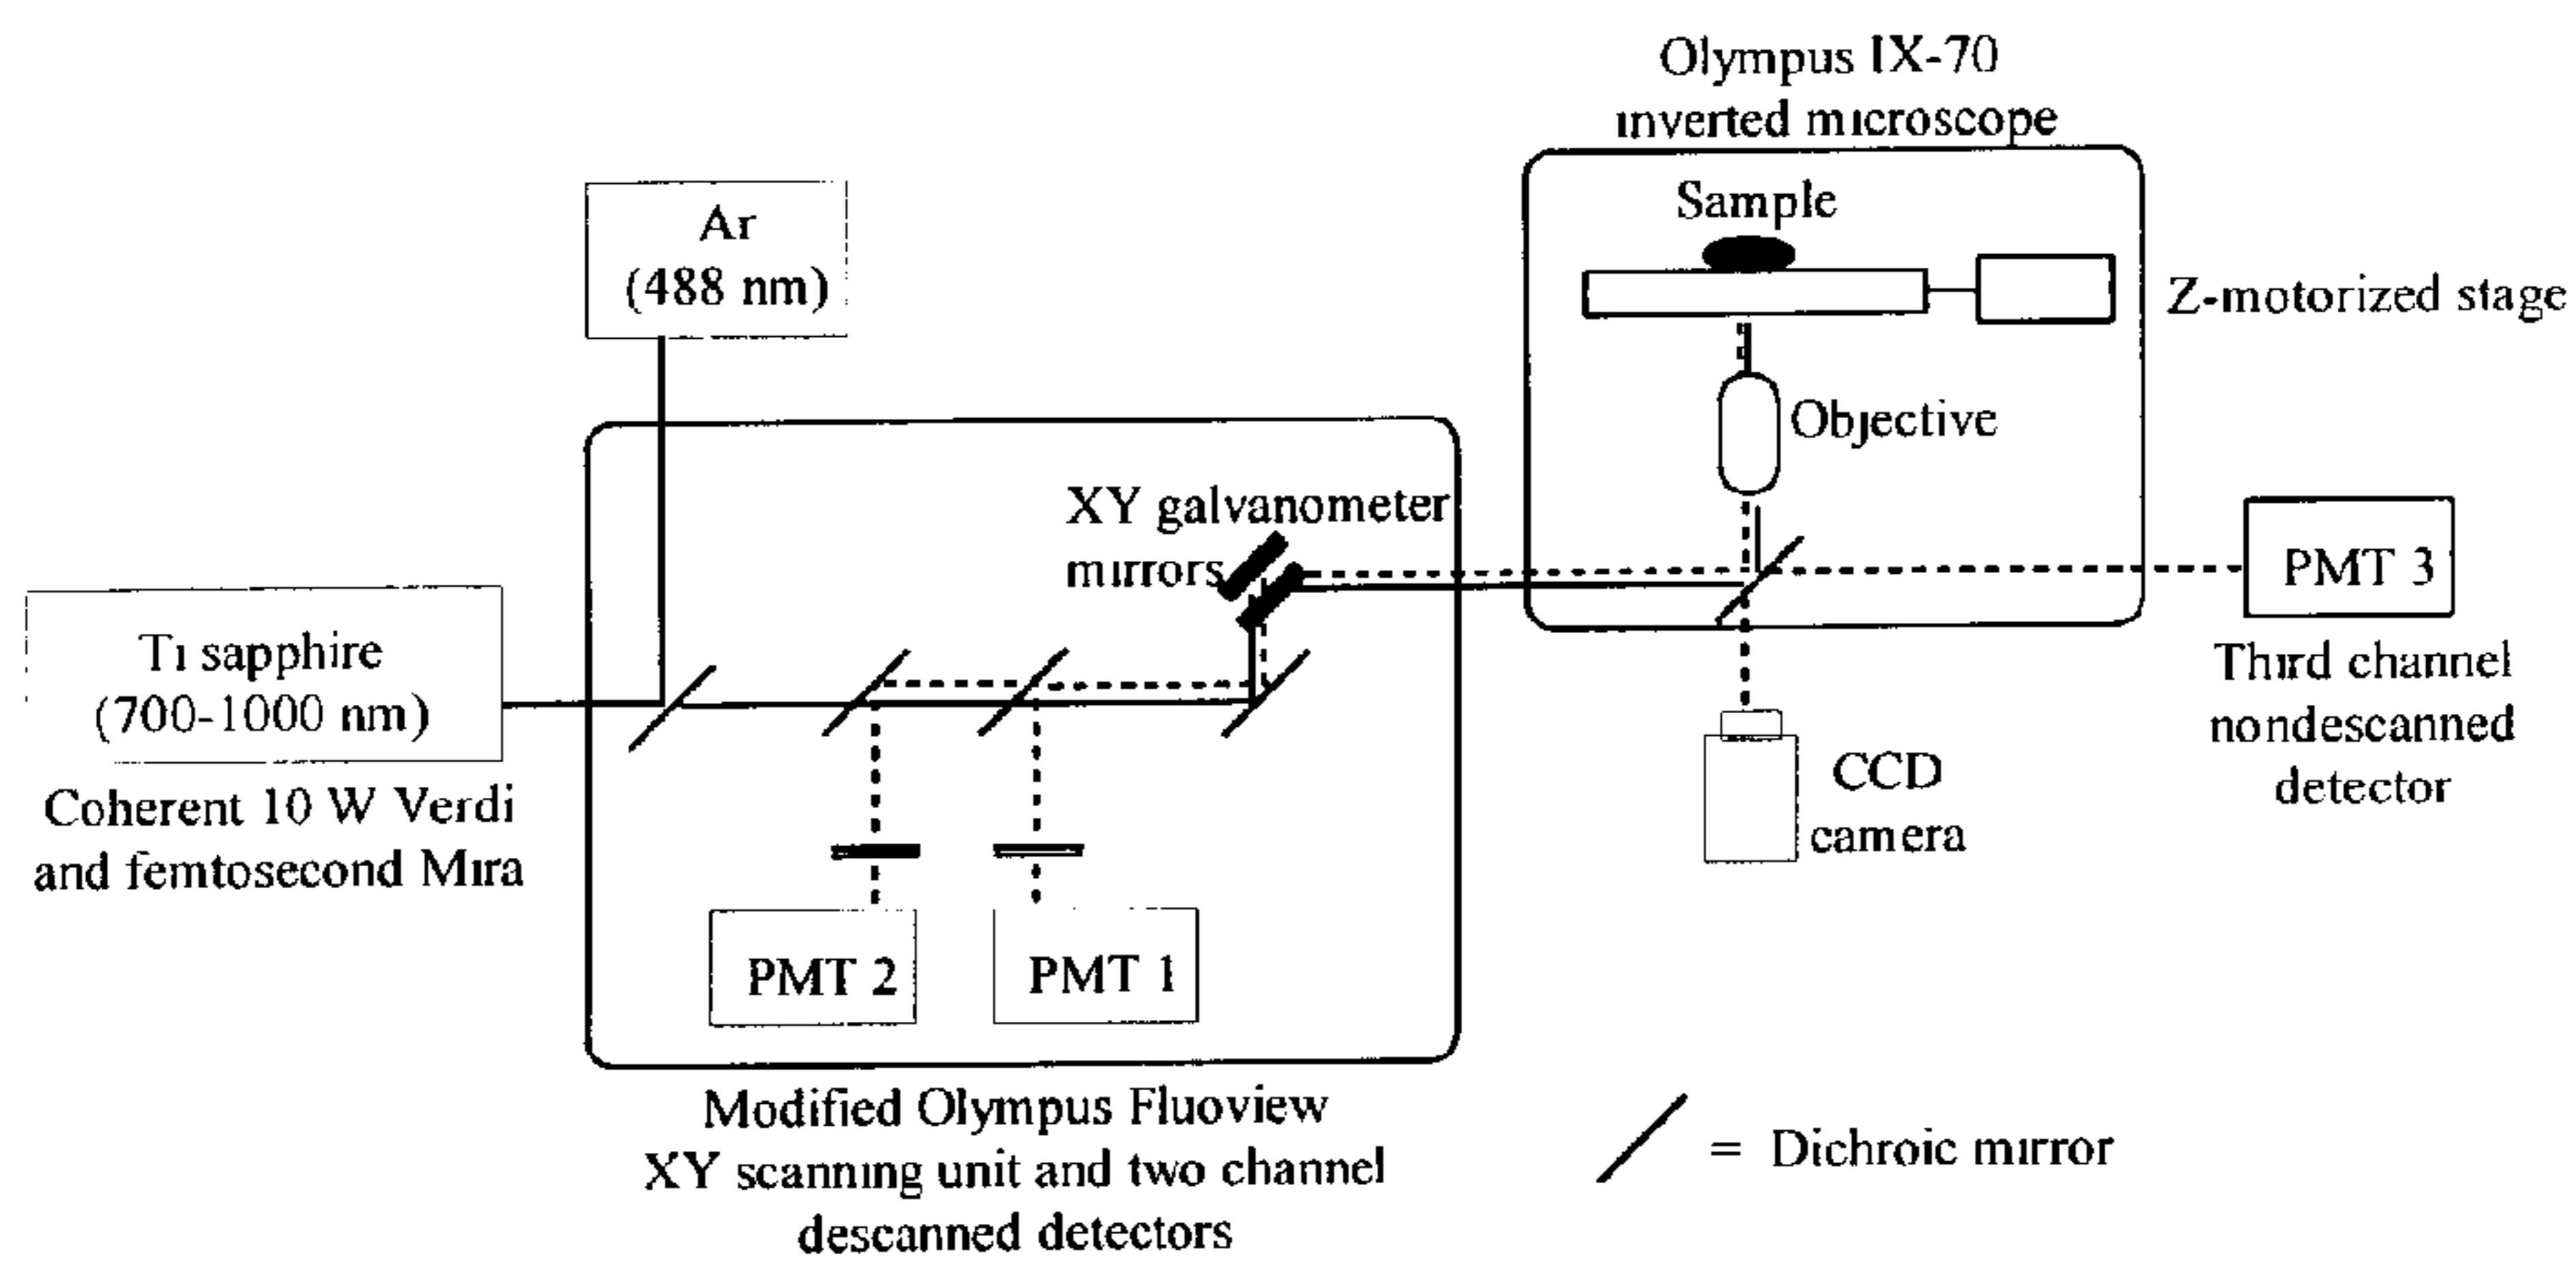 Olympus IX-70
inverted microscope
Sample
Z-motorized stage
Objective
Ar
(488 nm)
XY galvanometer
mirrors
PMT 3
Third channel
nondescanned
detector
Ti sapphire
(700-1000 nm)
Coherent 10 W Verdi
and femtosecond Mira
CCD
camera
PMT 2
PMT 1
Modified Olympus Fluoview
XY scanning unit and two channel
descanned detectors
= Dichroic mirror